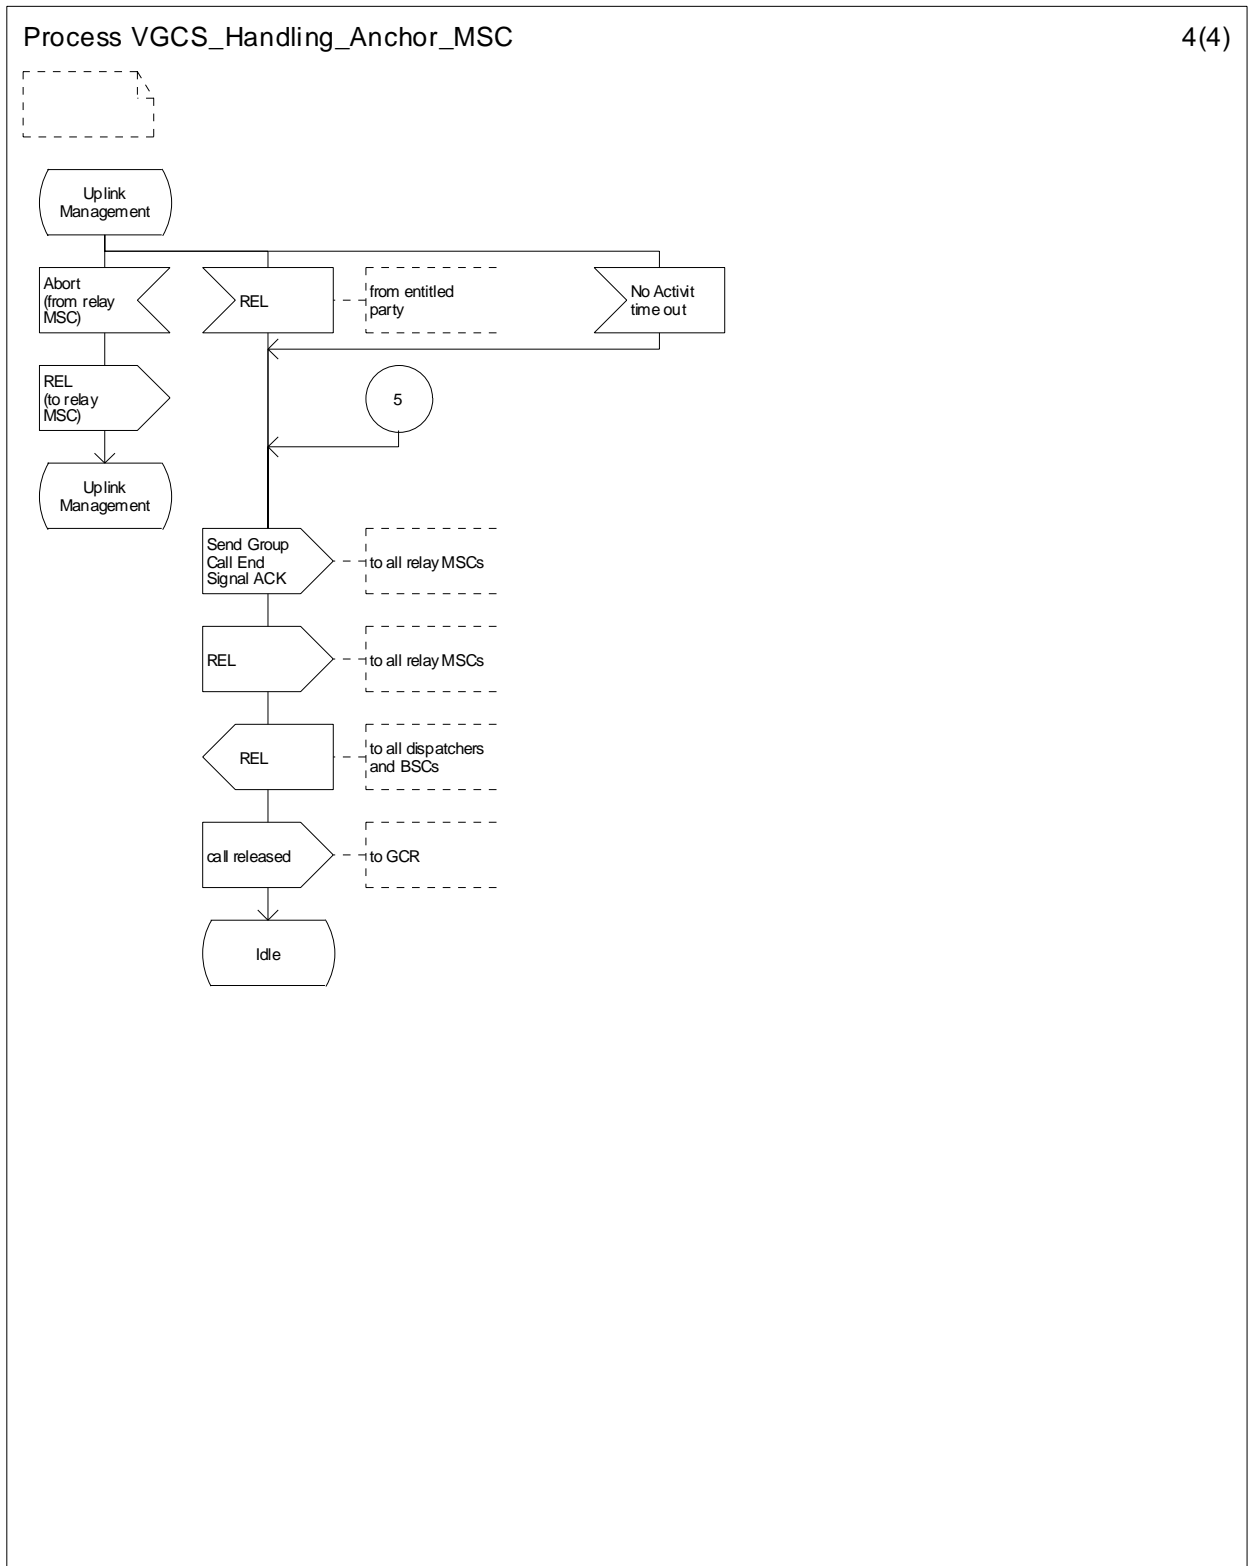 Process VGCS_Handling_Anchor_MSC
4(4)
Uplink
Management
Abort
(from relay
MSC)
REL
from entitled
party
No Activit
time out
REL
(to relay
MSC)
5
Uplink
Management
Send Group
Call End
Signal ACK
to all relay MSCs
REL
to all relay MSCs
REL
to all dispatchers
and BSCs
call released
to GCR
Idle